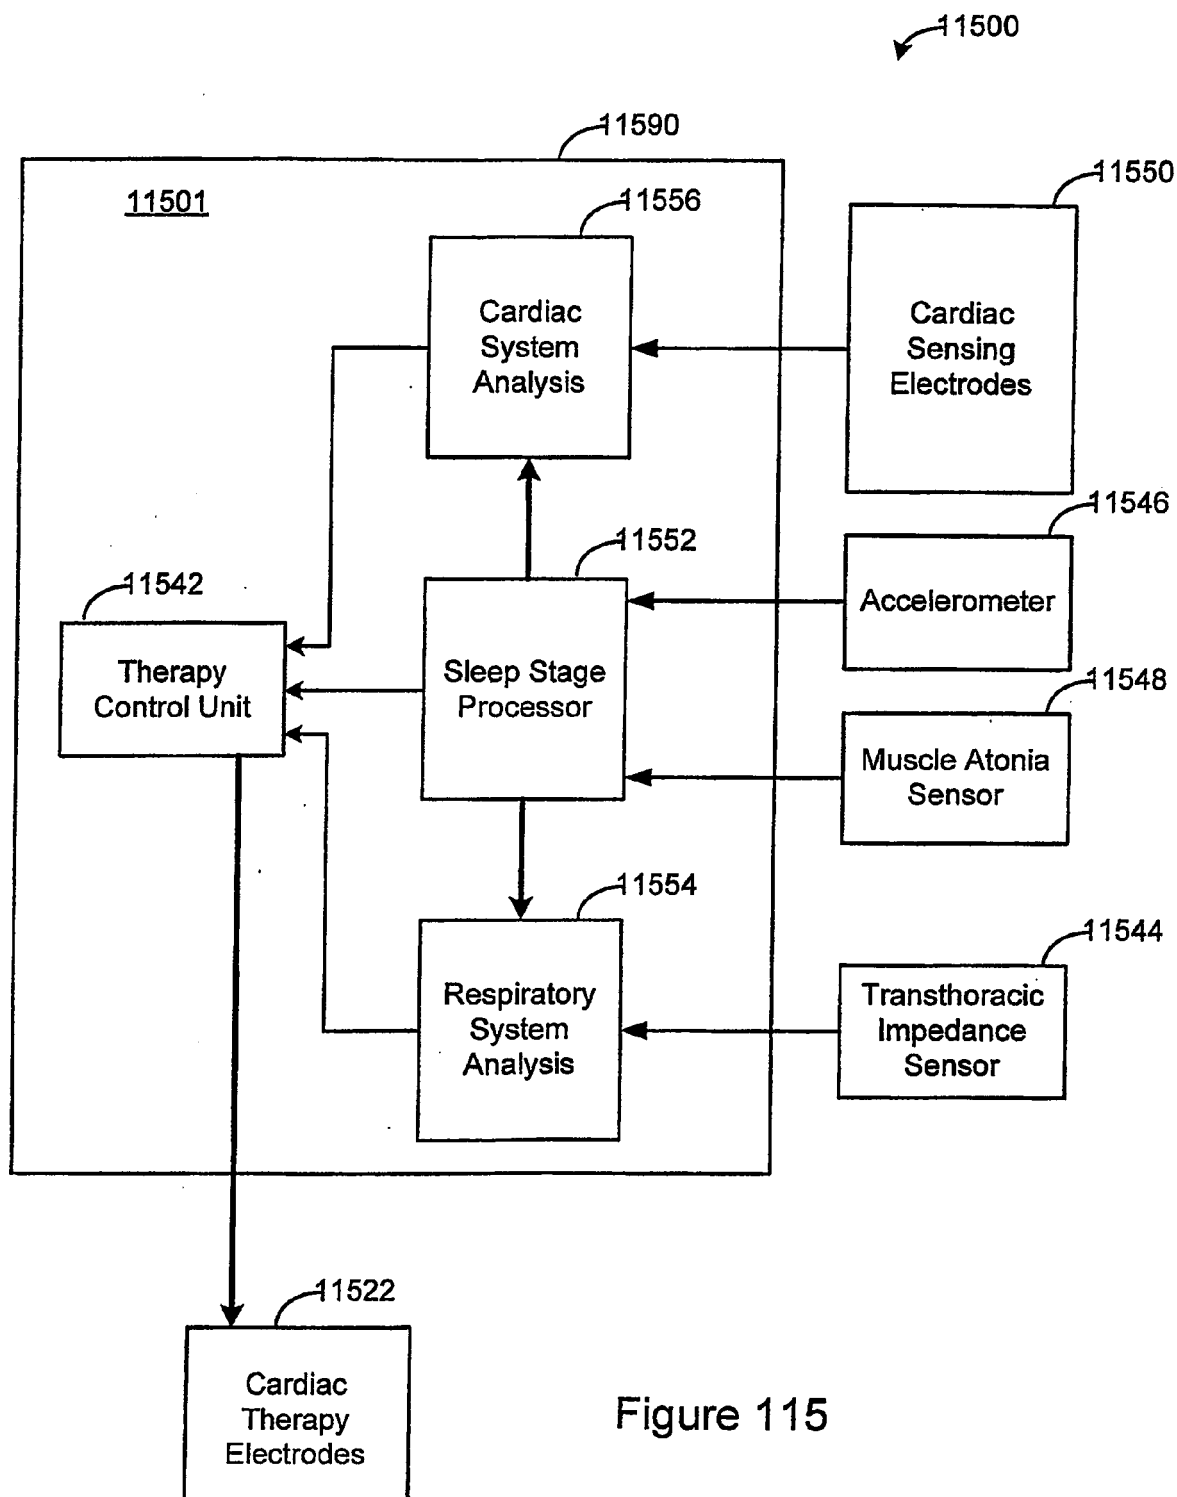 11500
11590
11501
11556
11550
Cardiac
System
Analysis
Cardiac
Sensing
Electrodes
11546
Accelerometer
11552
11542
Therapy
Control Unit
Sleep Stage
Processor
11548
Muscle Atonia
Sensor
11554
Respiratory
System
Analysis
11544
Transthoracic
Impedance
Sensor
11522
Cardiac
Therapy
Electrodes
Figure 115